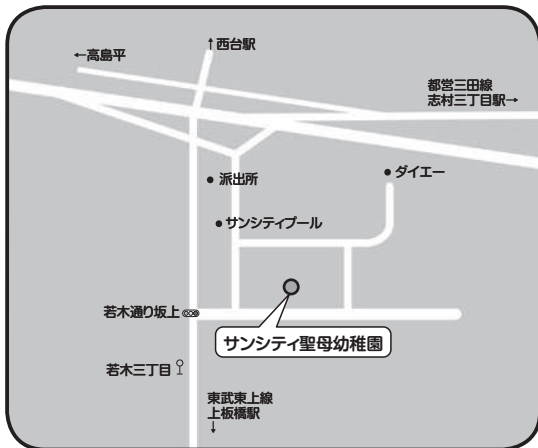 ↑西台駅
←高島平
都営三田線
志村三丁目駅→
派出所
ダイエー
サンシティプール
若木通り坂上
サンシティ聖母幼稚園
若木三丁目
東武東上線
上板橋駅
↓